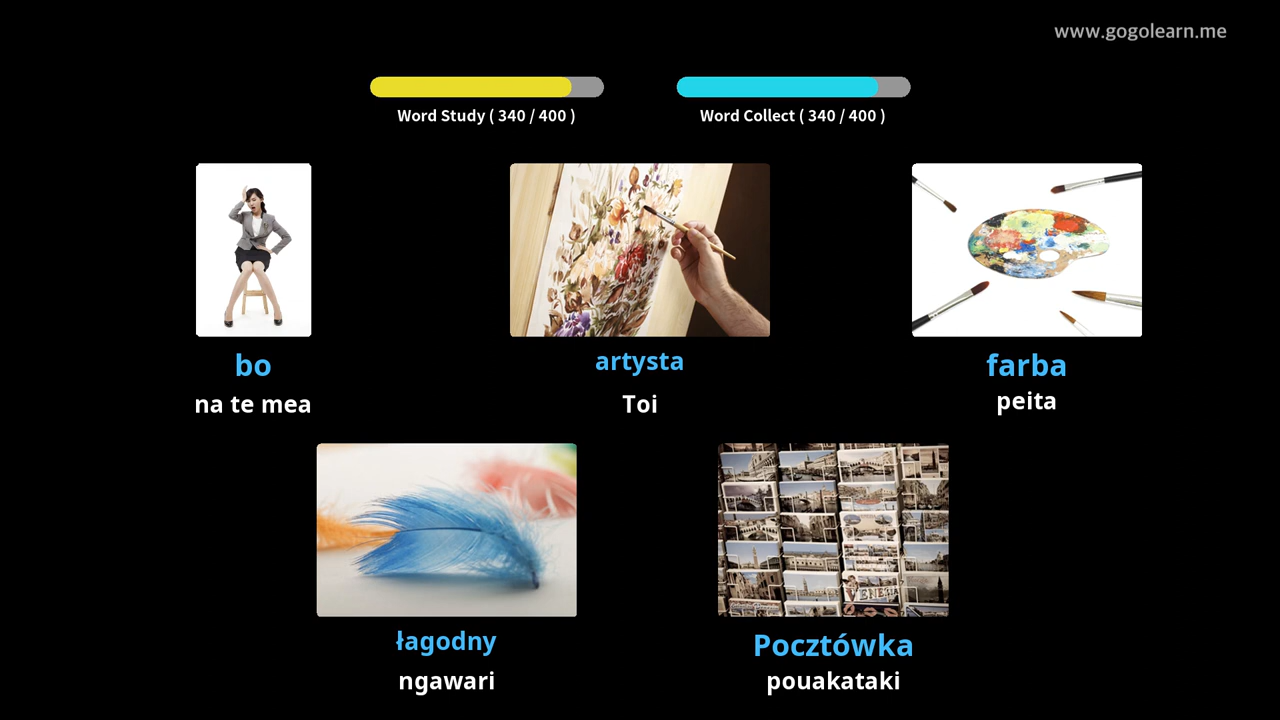 www.gogolearn.me
Word Study ( 340 / 400 )
Word Collect ( 340 / 400 )
bo
na te mea
artysta
Toi
farba
peita
łagodny
ngawari
Pocztówka
pouakataki